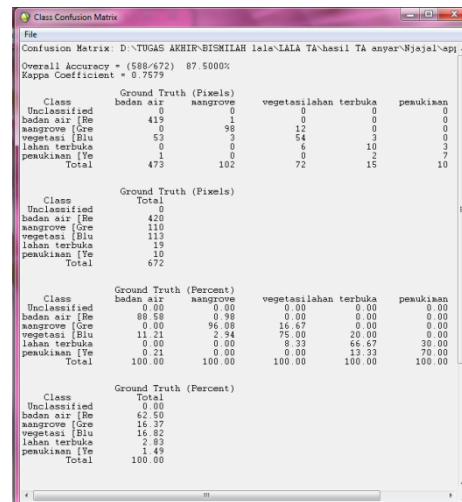 Class Confusion Matrix
File
Confusion Matrix: D:\TUGAS AKHIR\BISMILAH lala\LALA TA\hasil TA anyar\Njajal\app
Overall Accuracy = (588/672) 87.5000%
Kappa Coefficient = 0.7579
Ground Truth (Pixels)
Class badan air mangrove vegetasilahan terbuka pemukiman
Unclassified 0 0 0 0 0
badan air [Re 419 1 0 0 0
mangrove [Gre 0 98 12 0 0
vegetasi [Blu 53 3 54 3 0
lahan terbuka 0 0 6 10 3
pemukiman [Ye 1 0 0 2 7
Total 473 102 72 15 10
Ground Truth (Pixels)
Class Total
Unclassified 0
badan air [Re 420
mangrove [Gre 110
vegetasi [Blu 113
lahan terbuka 19
pemukiman [Ye 10
Total 672
Ground Truth (Percent)
Class badan air mangrove vegetasilahan terbuka pemukiman
Unclassified 0.00 0.00 0.00 0.00 0.00
badan air [Re 88.58 0.98 0.00 0.00 0.00
mangrove [Gre 0.00 96.08 16.67 0.00 0.00
vegetasi [Blu 11.21 2.94 75.00 20.00 0.00
lahan terbuka 0.00 0.00 8.33 66.67 30.00
pemukiman [Ye 0.21 0.00 0.00 13.33 70.00
Total 100.00 100.00 100.00 100.00 100.00
Ground Truth (Percent)
Class Total
Unclassified 0.00
badan air [Re 62.50
mangrove [Gre 16.37
vegetasi [Blu 16.82
lahan terbuka 2.83
pemukiman [Ye 1.49
Total 100.00